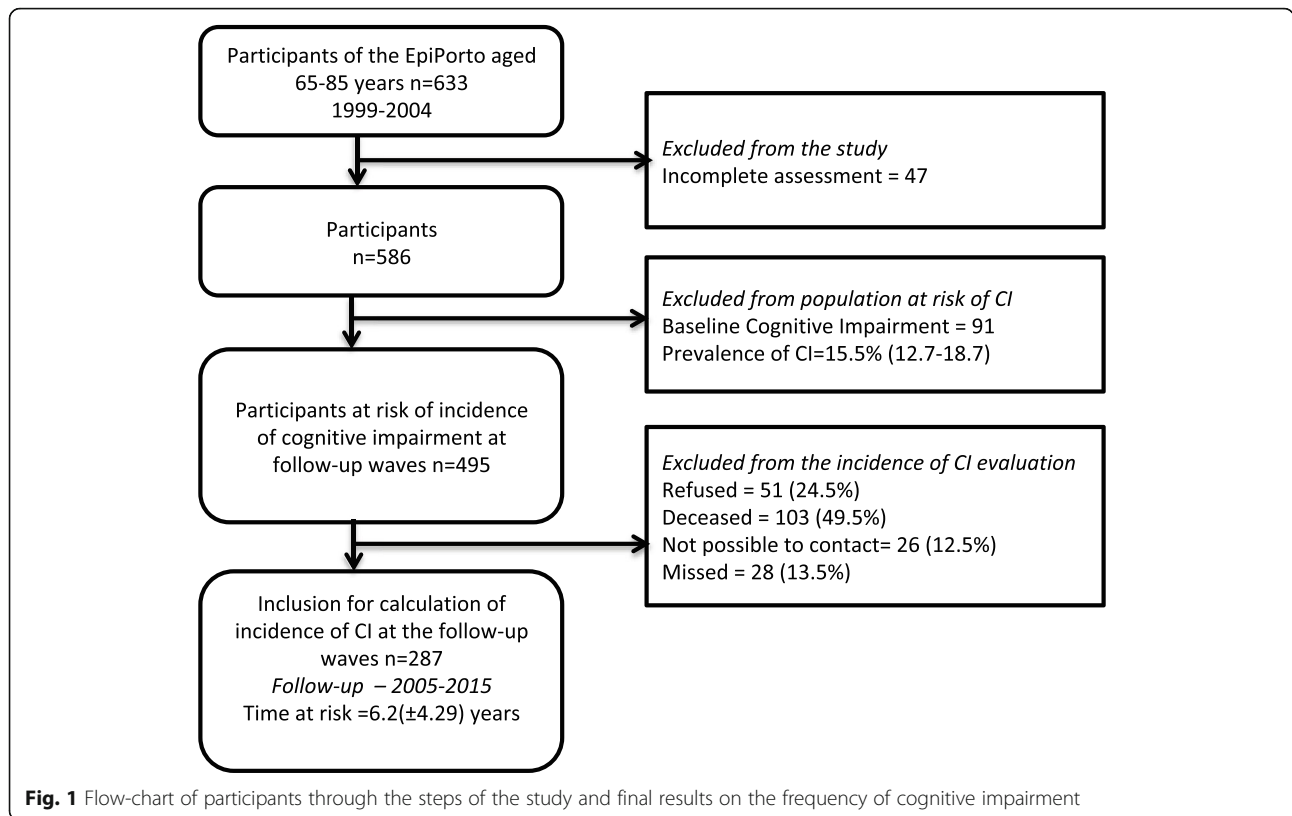 Participants of the EpiPorto aged
65-85 years n=633
1999-2004
Excluded from the study
Incomplete assessment = 47
Participants
n=586
Excluded from population at risk of CI
Baseline Cognitive Impairment = 91
Prevalence of CI=15.5% (12.7-18.7)
Participants at risk of incidence
of cognitive impairment at
follow-up waves n=495
Excluded from the incidence of CI evaluation
Refused = 51 (24.5%)
Deceased = 103 (49.5%)
Not possible to contact= 26 (12.5%)
Missed = 28 (13.5%)
Inclusion for calculation of
incidence of CI at the follow-up
waves n=287
Follow-up – 2005-2015
Time at risk =6.2(±4.29) years
Fig. 1 Flow-chart of participants through the steps of the study and final results on the frequency of cognitive impairment